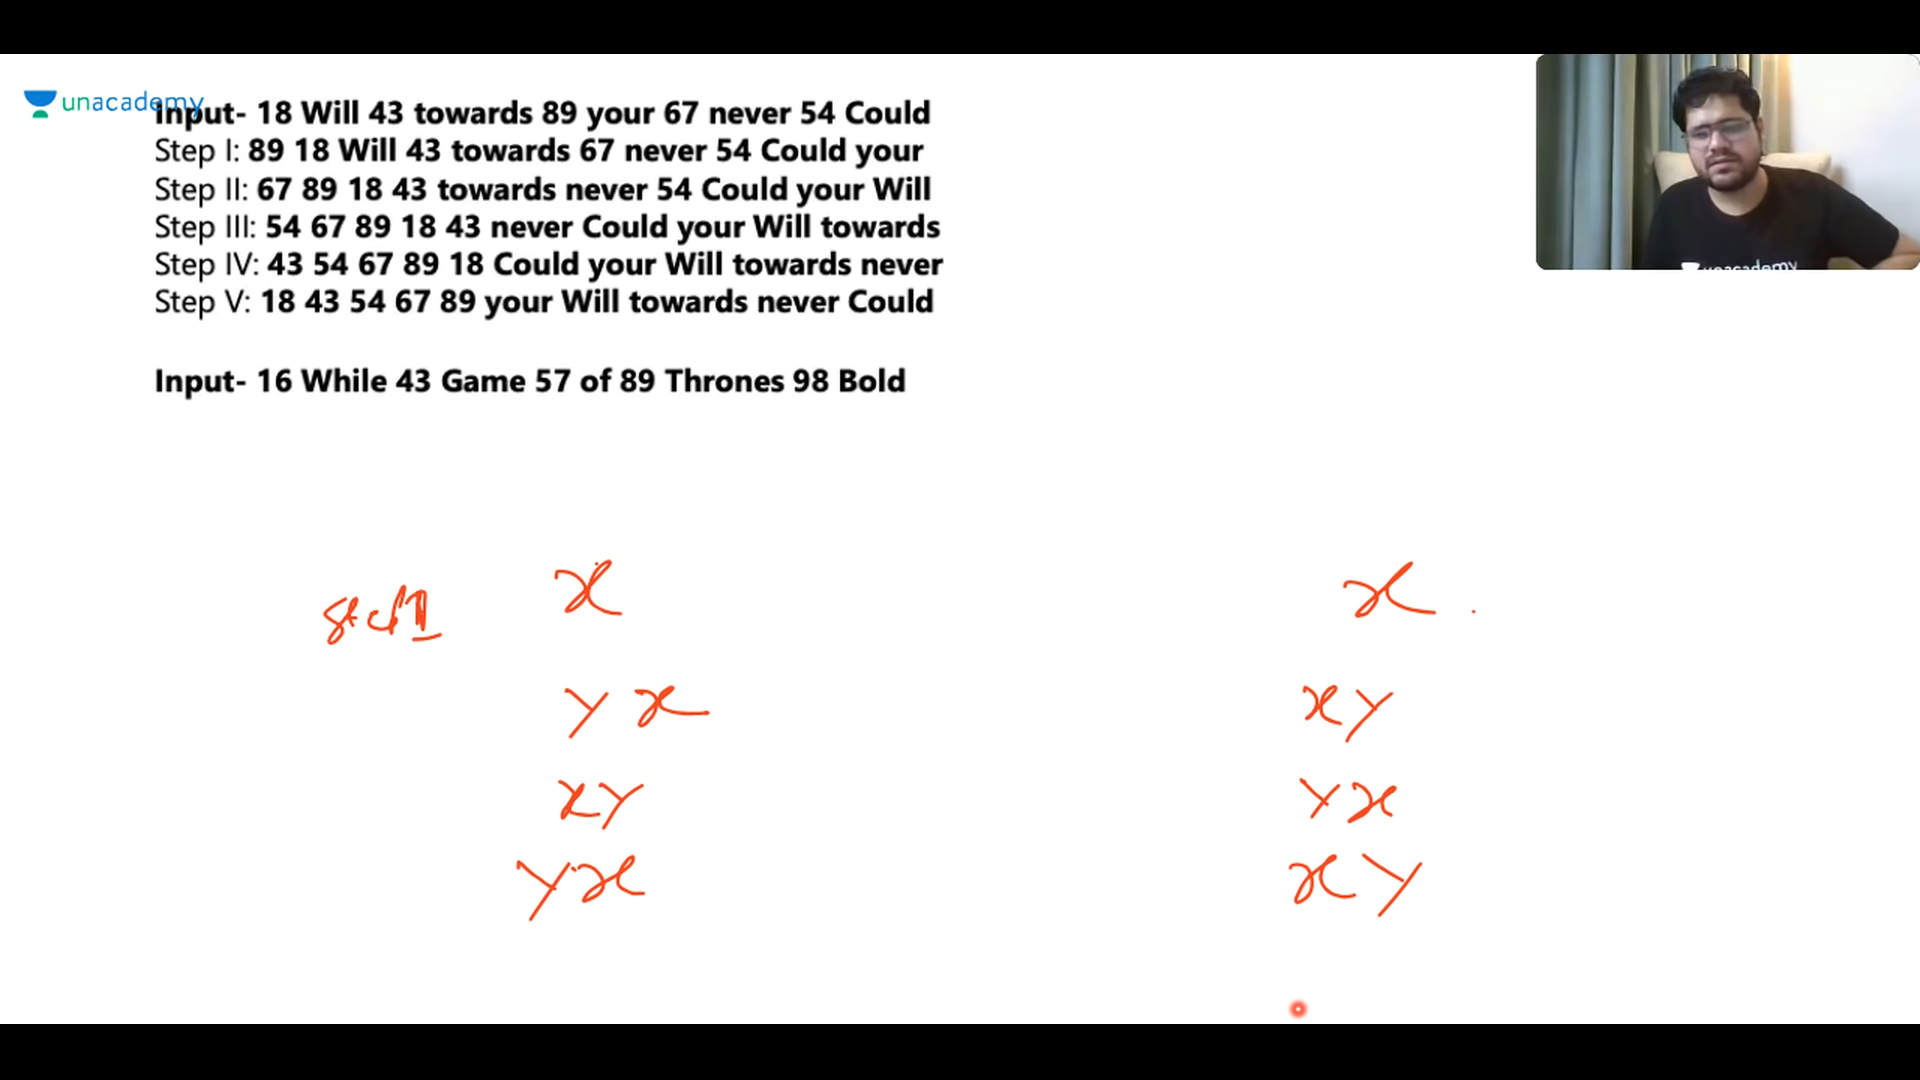 unacademy
Input- 18 Will 43 towards 89 your 67 never 54 Could
Step I: 89 18 Will 43 towards 67 never 54 Could your
Step II: 67 89 18 43 towards never 54 Could your Will
Step III: 54 67 89 18 43 never Could your Will towards
Step IV: 43 54 67 89 18 Could your Will towards never
Step V: 18 43 54 67 89 your Will towards never Could
Input- 16 While 43 Game 57 of 89 Thrones 98 Bold
unacademy
x x
Y x x Y
x Y Y x
Y x x Y